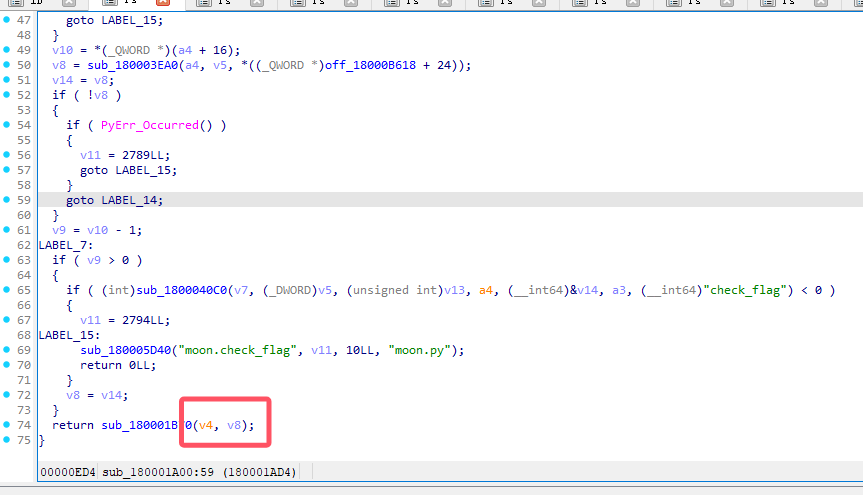 47 goto LABEL_15;
48 }
49 v10 = *(_QWORD *)(a4 + 16);
50 v8 = sub_180003EA0(a4, v5, *((_QWORD *)off_18000B618 + 24));
51 v14 = v8;
52 if ( !v8 )
53 {
54 if ( PyErr_Occurred() )
55 {
56 v11 = 2789LL;
57 goto LABEL_15;
58 }
59 goto LABEL_14;
60 }
61 v9 = v10 - 1;
62 LABEL_7:
63 if ( v9 > 0 )
64 {
65 if ( (int)sub_1800040C0(v7, (_DWORD)v5, (unsigned int)v13, a4, (__int64)&v14, a3, (__int64)"check_flag") < 0 )
66 {
67 v11 = 2794LL;
68 LABEL_15:
69 sub_180005D40("moon.check_flag", v11, 10LL, "moon.py");
70 return 0LL;
71 }
72 v8 = v14;
73 }
74 return (v4, v8);
75 }
00000ED4 sub_180001A00:59 (180001AD4)